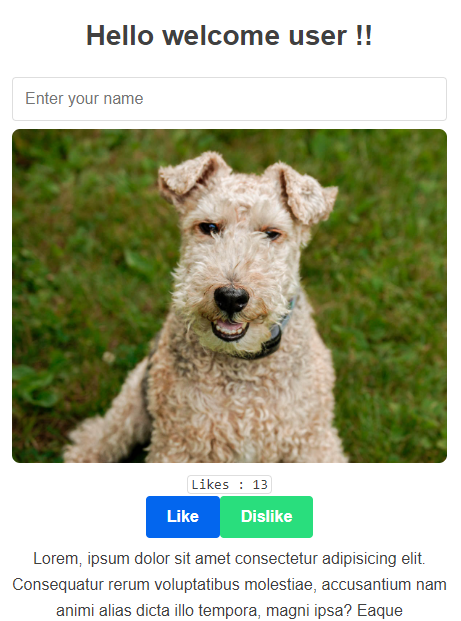 Hello welcome user !!
Enter your name
Likes : 13
Like Dislike
Lorem, ipsum dolor sit amet consectetur adipisicing elit.
Consequatur rerum voluptatibus molestiae, accusantium nam
animi alias dicta illo tempora, magni ipsa? Eaque